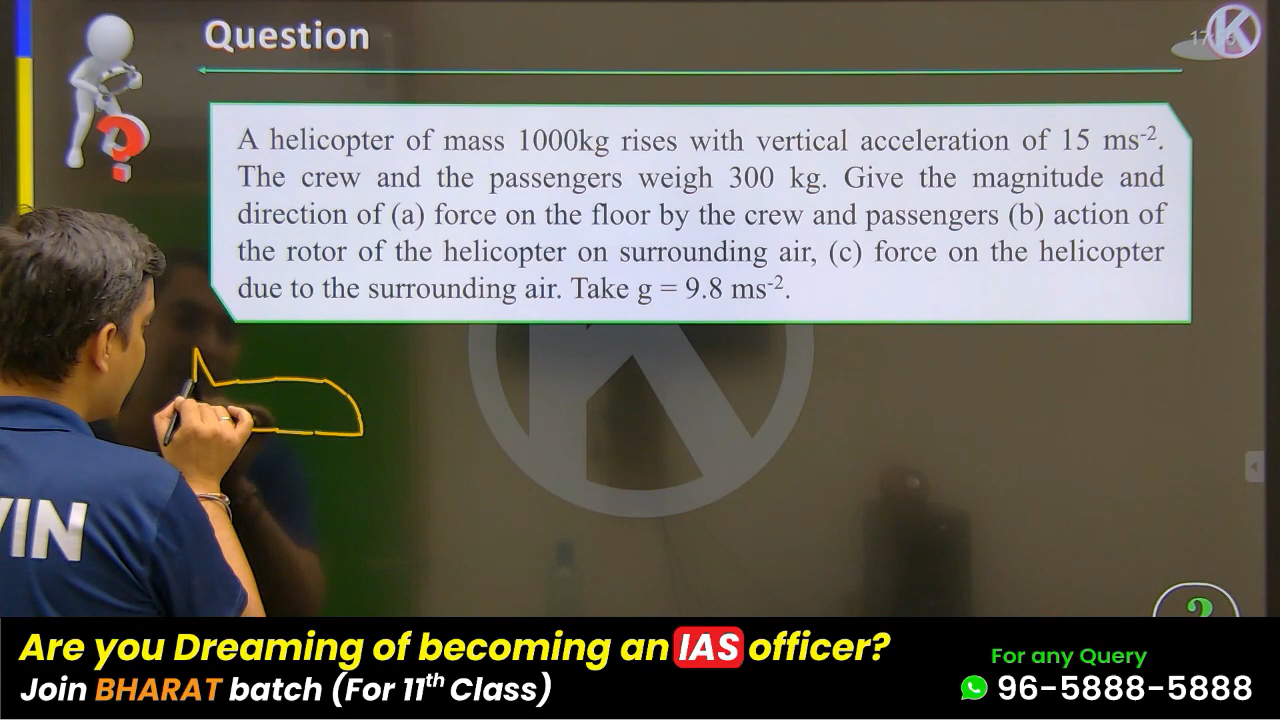 Question
A helicopter of mass 1000kg rises with vertical acceleration of 15 ms⁻².
The crew and the passengers weigh 300 kg. Give the magnitude and
direction of (a) force on the floor by the crew and passengers (b) action of
the rotor of the helicopter on surrounding air, (c) force on the helicopter
due to the surrounding air. Take g = 9.8 ms⁻².
K
VIN
?
Are you Dreaming of becoming an IAS officer?
Join BHARAT batch (For 11th Class)
For any Query
96-5888-5888